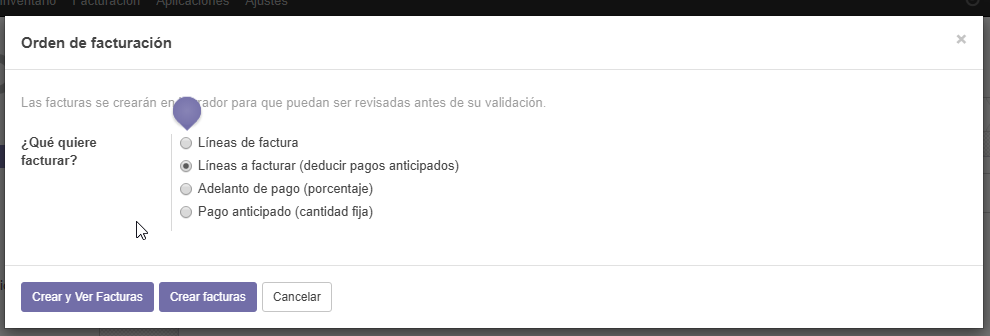 Inventario Facturación Aplicaciones Ajustes
Orden de facturación
×
Las facturas se crearán en rador para que puedan ser revisadas antes de su validación.
¿Qué quiere
facturar?
Líneas de factura
Líneas a facturar (deducir pagos anticipados)
Adelanto de pago (porcentaje)
Pago anticipado (cantidad fija)
Crear y Ver Facturas Crear facturas Cancelar